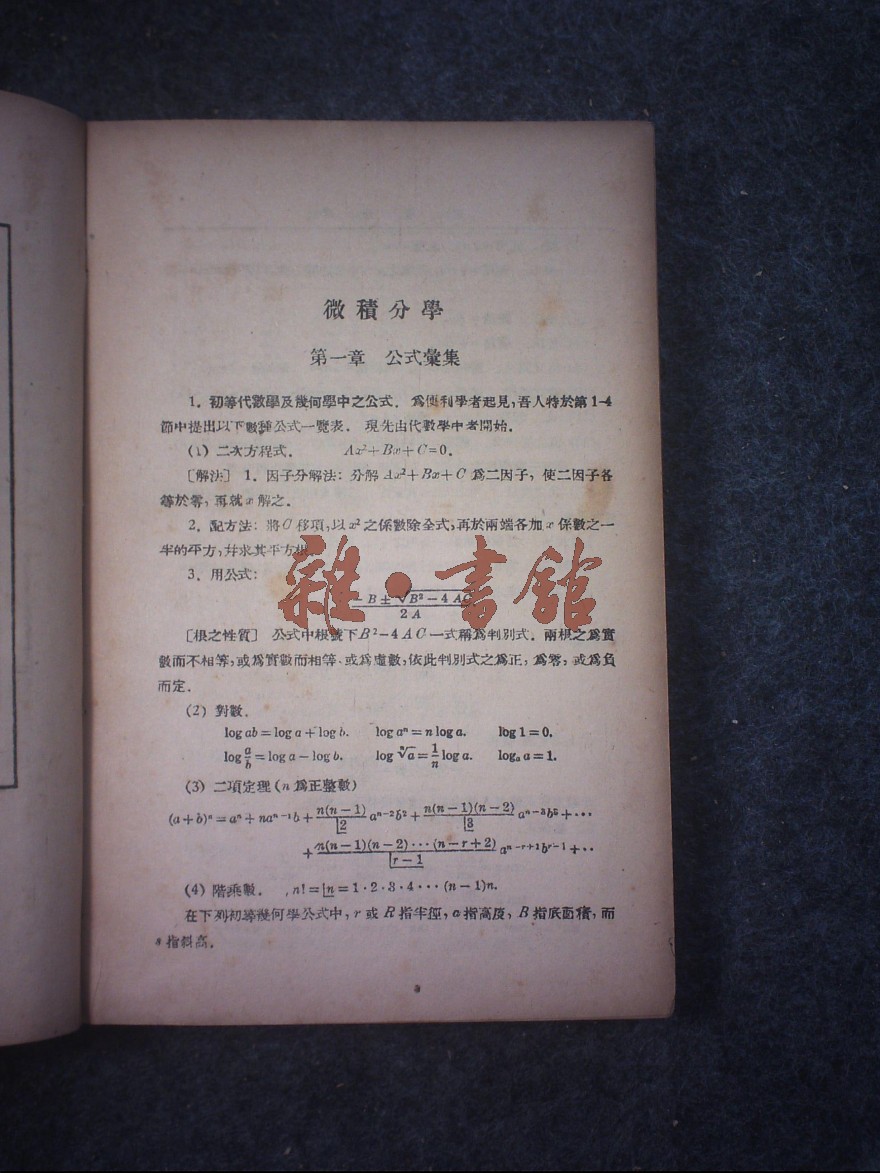 微積分學
第一章 公式彙集
1. 初等代數學及幾何學中之公式. 爲便利學者起見,吾人特於第 1-4
節中提出以下數種公式一覽表. 現先由代數學中者開始.
(1) 二次方程式. Ax²+Bx+C=0.
[解法] 1. 因子分解法: 分解 Ax²+Bx+C 爲二因子, 使二因子各
等於零, 再就 x 解之.
2. 配方法: 將 C 移項,以 x² 之係數除全式,再於兩端各加 x 係數之一
半的平方,幷求其平方根
3. 用公式:
雜·書館
(−B±√(B²−4AC))/(2A)
[根之性質] 公式中根號下 B²−4AC 一式稱爲判別式. 兩根之爲實
數而不相等,或爲實數而相等,或爲虛數,依此判別式之爲正, 爲零, 或爲負
而定.
(2) 對數.
log ab = log a + log b. log aⁿ = n log a. log 1 = 0.
log a/b = log a − log b. log ⁿ√a = 1/n log a. logₐ a = 1.
(3) 二項定理 (n 爲正整數)
(a+b)ⁿ = aⁿ + naⁿ⁻¹b + n(n−1)/|2 aⁿ⁻²b² + n(n−1)(n−2)/|3 aⁿ⁻³b³ + ···
+ n(n−1)(n−2)···(n−r+2)/|r−1 aⁿ⁻ʳ⁺¹bʳ⁻¹ + ··
(4) 階乘數. n! = |n = 1·2·3·4···(n−1)n.
在下列初等幾何學公式中, r 或 R 指半徑, a 指高度, B 指底面積, 而
s 指斜高.